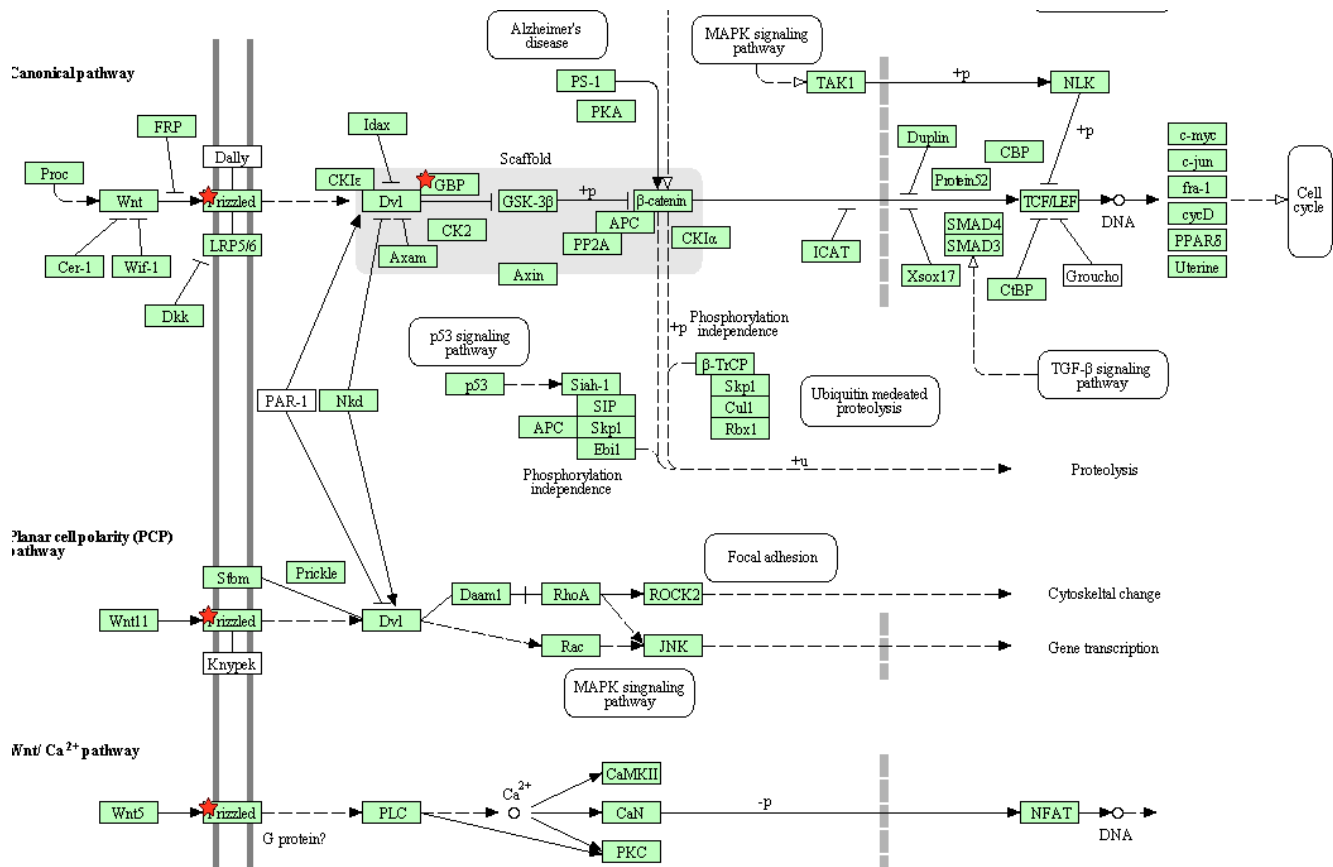 Alzheimer's
disease
MAPK signaling
pathway
Canonical pathway
PS-1
PKA
TAK1
+p
NLK
+p
FRP
Idax
Dally
Scaffold
Duplin
CBP
c-myc
c-jun
Proc
CKIε
GBP
Protein52
fra-1
Cell
cycle
Wnt
Frizzled
Dvl
GSK-3β
+p
β-catenin
TCF/LEF
DNA
cycD
APC
SMAD4
SMAD3
PPARδ
LRP5/6
CK2
PP2A
CKIα
Cer-1
Wif-1
Axam
Axin
ICAT
Xsox17
CtBP
Groucho
Uterine
Dkk
p53 signaling
pathway
+p
Phosphorylation
independence
β-TrCP
Skp1
Cul1
Rbx1
TGF-β signaling
pathway
p53
Siah-1
SIP
APC
Skp1
Ebi1
Ubiquitin medeated
proteolysis
PAR-1
Nkd
+u
Proteolysis
Phosphorylation
independence
Planar cell polarity (PCP)
pathway
Stbm
Prickle
Focal adhesion
Daam1
RhoA
ROCK2
Cytoskeltal change
Wnt11
Frizzled
Dvl
Rac
JNK
Gene transcription
Knypek
MAPK singnaling
pathway
Wnt/ Ca2+ pathway
CaMKII
Ca2+
Wnt5
Frizzled
PLC
CaN
-p
NFAT
DNA
G protein?
PKC